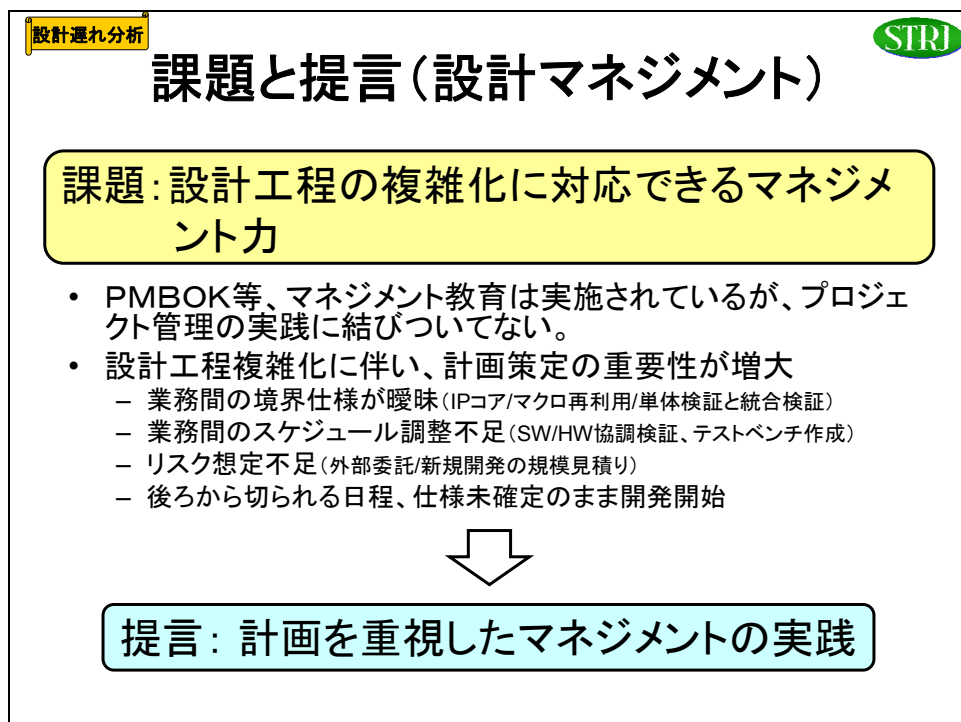 設計遅れ分析
STRJ
課題と提言(設計マネジメント)
課題:設計工程の複雑化に対応できるマネジメ
ント力
• PMBOK等、マネジメント教育は実施されているが、プロジェ
クト管理の実践に結びついてない。
• 設計工程複雑化に伴い、計画策定の重要性が増大
– 業務間の境界仕様が曖昧(IPコア/マクロ再利用/単体検証と統合検証)
– 業務間のスケジュール調整不足(SW/HW協調検証、テストベンチ作成)
– リスク想定不足(外部委託/新規開発の規模見積り)
– 後ろから切られる日程、仕様未確定のまま開発開始
提言: 計画を重視したマネジメントの実践